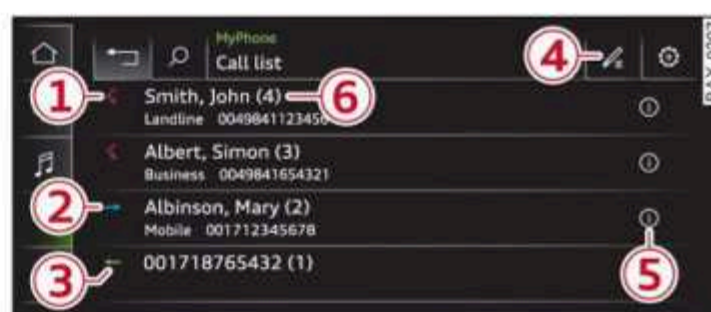 MyPhone
Call list
4
1
Smith, John (4)
6
Landline 004984112345
Albert, Simon (3)
Business 0049841654321
2
Albinson, Mary (2)
Mobile 001712345678
3
001718765432 (1)
5